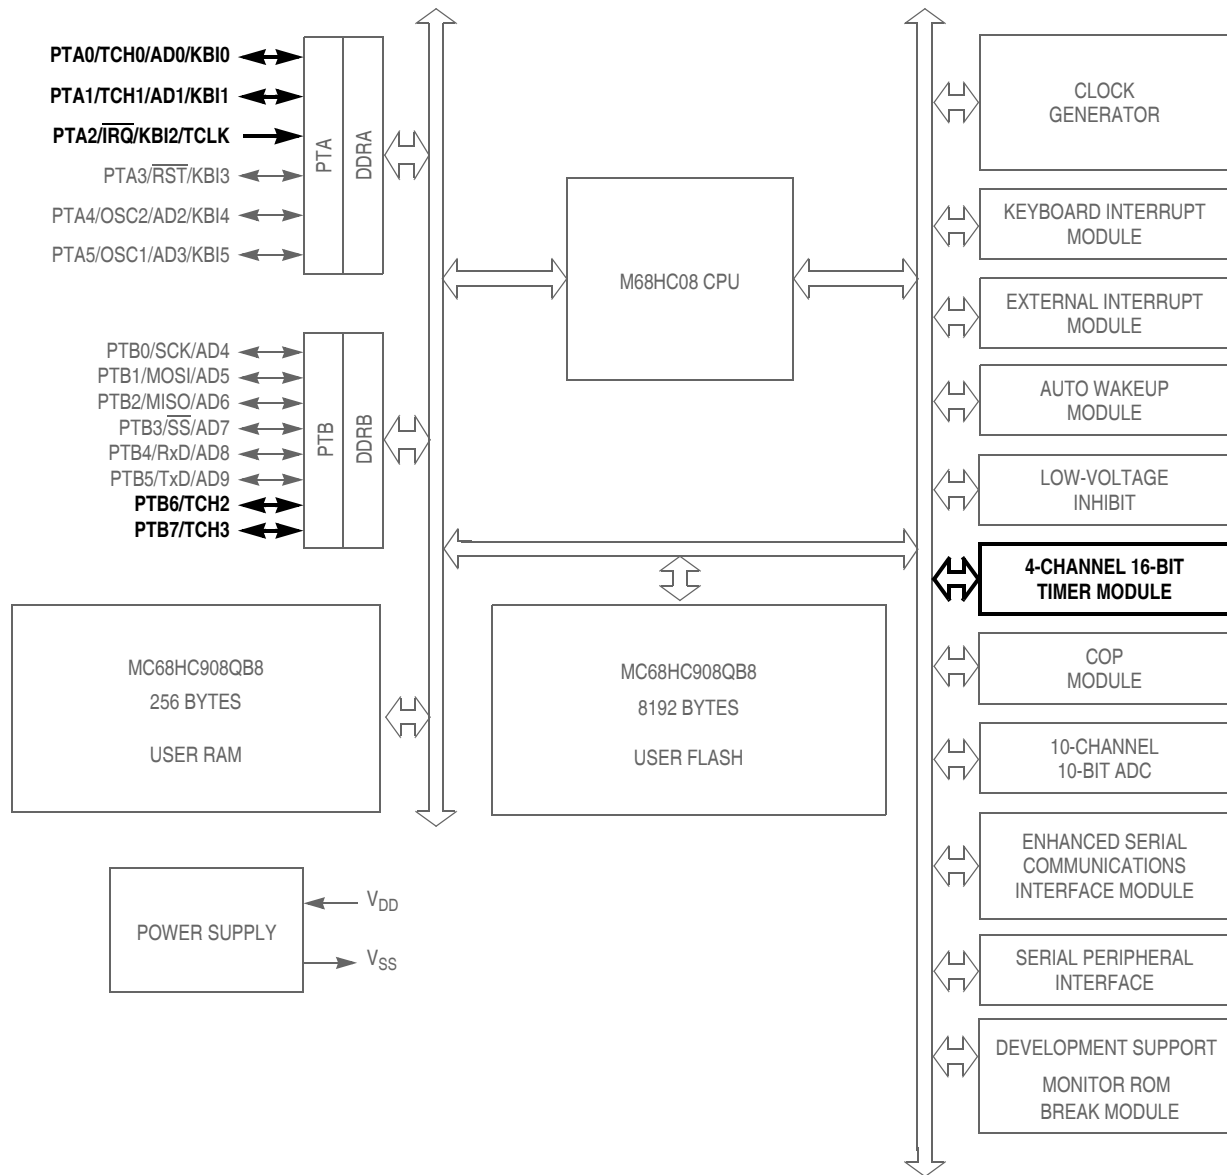 PTA0/TCH0/AD0/KBI0
PTA1/TCH1/AD1/KBI1
PTA2/IRQ/KBI2/TCLK
PTA3/RST/KBI3
PTA4/OSC2/AD2/KBI4
PTA5/OSC1/AD3/KBI5
PTA
DDRA
PTB0/SCK/AD4
PTB1/MOSI/AD5
PTB2/MISO/AD6
PTB3/SS/AD7
PTB4/RxD/AD8
PTB5/TxD/AD9
PTB6/TCH2
PTB7/TCH3
PTB
DDRB
M68HC08 CPU
MC68HC908QB8
256 BYTES
USER RAM
MC68HC908QB8
8192 BYTES
USER FLASH
POWER SUPPLY
VDD
VSS
CLOCK
GENERATOR
KEYBOARD INTERRUPT
MODULE
EXTERNAL INTERRUPT
MODULE
AUTO WAKEUP
MODULE
LOW-VOLTAGE
INHIBIT
4-CHANNEL 16-BIT
TIMER MODULE
COP
MODULE
10-CHANNEL
10-BIT ADC
ENHANCED SERIAL
COMMUNICATIONS
INTERFACE MODULE
SERIAL PERIPHERAL
INTERFACE
DEVELOPMENT SUPPORT
MONITOR ROM
BREAK MODULE